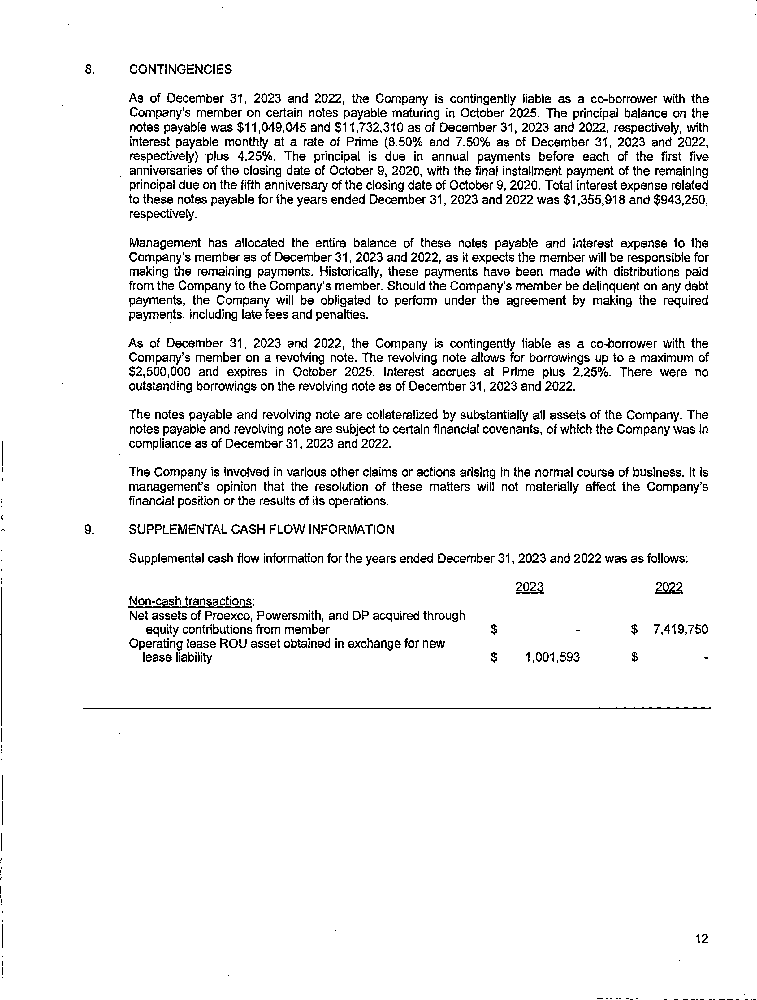 8. CONTINGENCIES
As of December 31, 2023 and 2022, the Company is contingently liable as a co-borrower with the
Company's member on certain notes payable maturing in October 2025. The principal balance on the
notes payable was $11,049,045 and $11,732,310 as of December 31, 2023 and 2022, respectively, with
interest payable monthly at a rate of Prime (8.50% and 7.50% as of December 31, 2023 and 2022,
respectively) plus 4.25%. The principal is due in annual payments before each of the first five
anniversaries of the closing date of October 9, 2020, with the final installment payment of the remaining
principal due on the fifth anniversary of the closing date of October 9, 2020. Total interest expense related
to these notes payable for the years ended December 31, 2023 and 2022 was $1,355,918 and $943,250,
respectively.
Management has allocated the entire balance of these notes payable and interest expense to the
Company's member as of December 31, 2023 and 2022, as it expects the member will be responsible for
making the remaining payments. Historically, these payments have been made with distributions paid
from the Company to the Company's member. Should the Company's member be delinquent on any debt
payments, the Company will be obligated to perform under the agreement by making the required
payments, including late fees and penalties.
As of December 31, 2023 and 2022, the Company is contingently liable as a co-borrower with the
Company's member on a revolving note. The revolving note allows for borrowings up to a maximum of
$2,500,000 and expires in October 2025. Interest accrues at Prime plus 2.25%. There were no
outstanding borrowings on the revolving note as of December 31, 2023 and 2022.
The notes payable and revolving note are collateralized by substantially all assets of the Company. The
notes payable and revolving note are subject to certain financial covenants, of which the Company was in
compliance as of December 31, 2023 and 2022.
The Company is involved in various other claims or actions arising in the normal course of business. It is
management's opinion that the resolution of these matters will not materially affect the Company's
financial position or the results of its operations.
9. SUPPLEMENTAL CASH FLOW INFORMATION
Supplemental cash flow information for the years ended December 31, 2023 and 2022 was as follows:
2023 2022
Non-cash transactions:
Net assets of Proexco, Powersmith, and DP acquired through
equity contributions from member $ - $ 7,419,750
Operating lease ROU asset obtained in exchange for new
lease liability $ 1,001,593 $ -
12